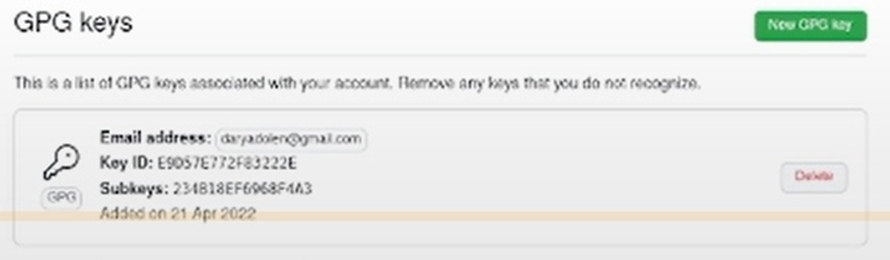 GPG keys
New GPG key
This is a list of GPG keys associated with your account. Remove any keys that you do not recognize.
Email address: daryadolen@gmail.com
Key ID: E9D57E772F83222E
GPG
Subkeys: 234B18EF6968F4A3
Delete
Added on 21 Apr 2022